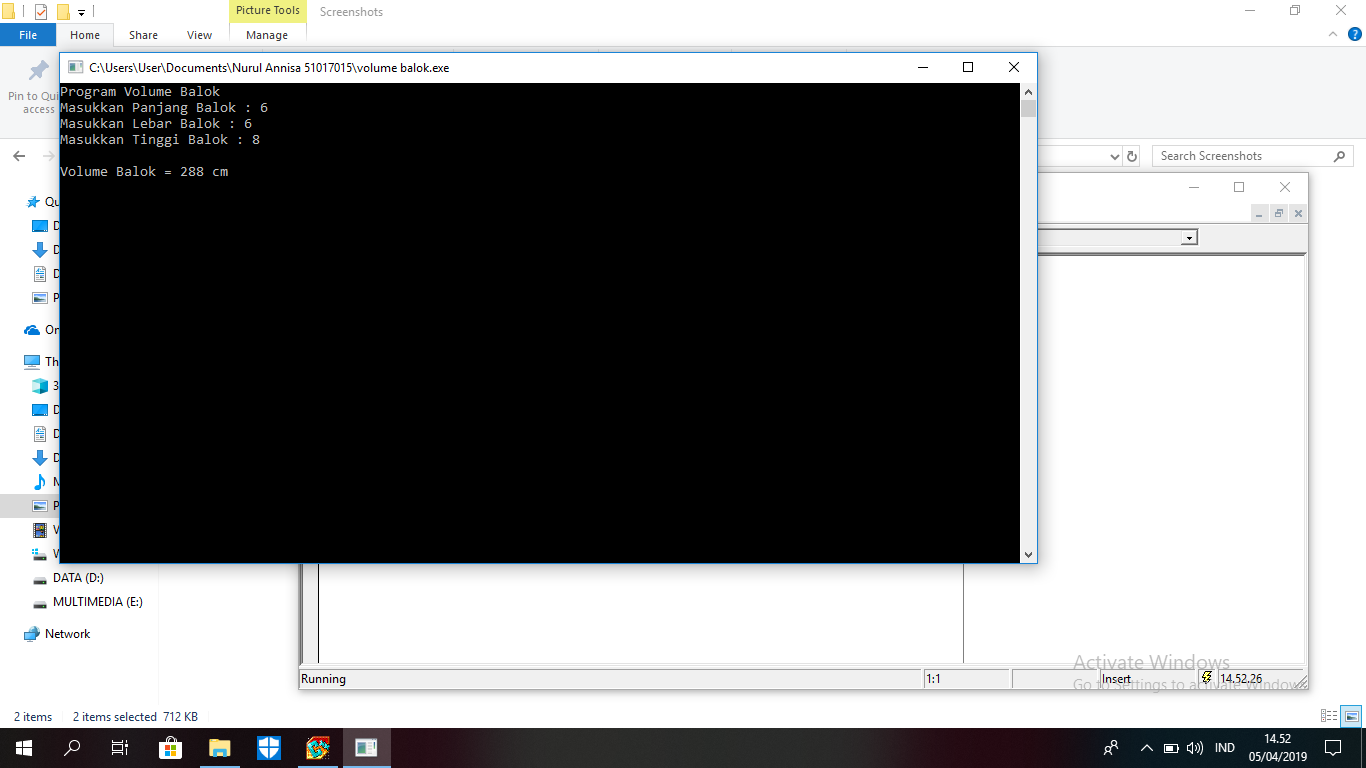 Picture Tools
Screenshots
File
Home
Share
View
Manage
C:\Users\User\Documents\Nurul Annisa 51017015\volume balok.exe
Program Volume Balok
Masukkan Panjang Balok : 6
Masukkan Lebar Balok : 6
Masukkan Tinggi Balok : 8
Volume Balok = 288 cm
Pin to Qui
access
Search Screenshots
Qu
D
D
D
P
On
Th
3
D
D
D
M
P
V
W
DATA (D:)
MULTIMEDIA (E:)
Network
Activate Windows
Go to Settings to activate Windows
Running
1:1
Insert
14.52.26
2 items
2 items selected 712 KB
IND
14.52
05/04/2019